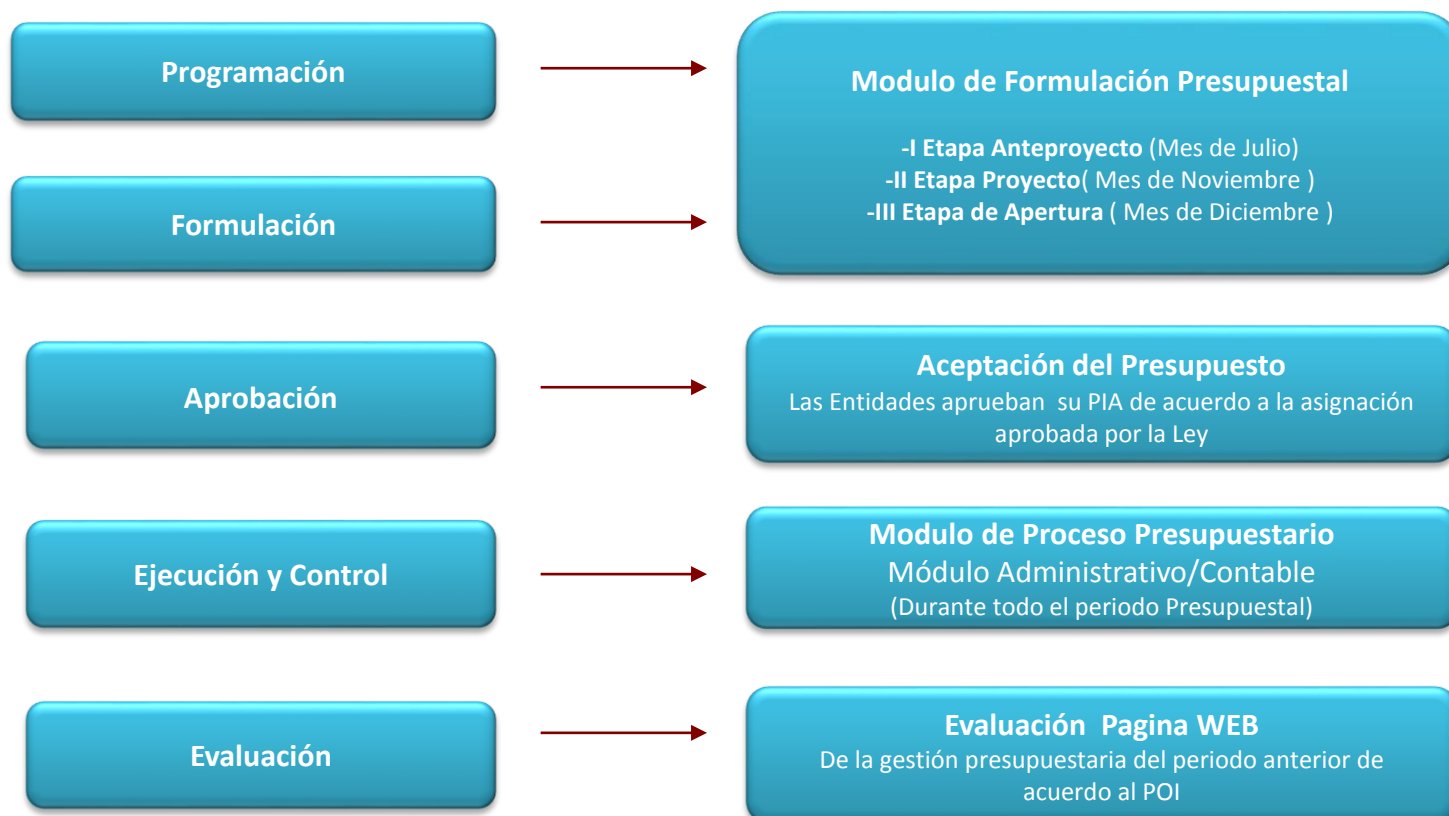 Programación
Modulo de Formulación Presupuestal
-I Etapa Anteproyecto (Mes de Julio)
-II Etapa Proyecto( Mes de Noviembre )
-III Etapa de Apertura ( Mes de Diciembre )
Formulación
Aprobación
Aceptación del Presupuesto
Las Entidades aprueban su PIA de acuerdo a la asignación
aprobada por la Ley
Ejecución y Control
Modulo de Proceso Presupuestario
Módulo Administrativo/Contable
(Durante todo el periodo Presupuestal)
Evaluación
Evaluación Pagina WEB
De la gestión presupuestaria del periodo anterior de
acuerdo al POI